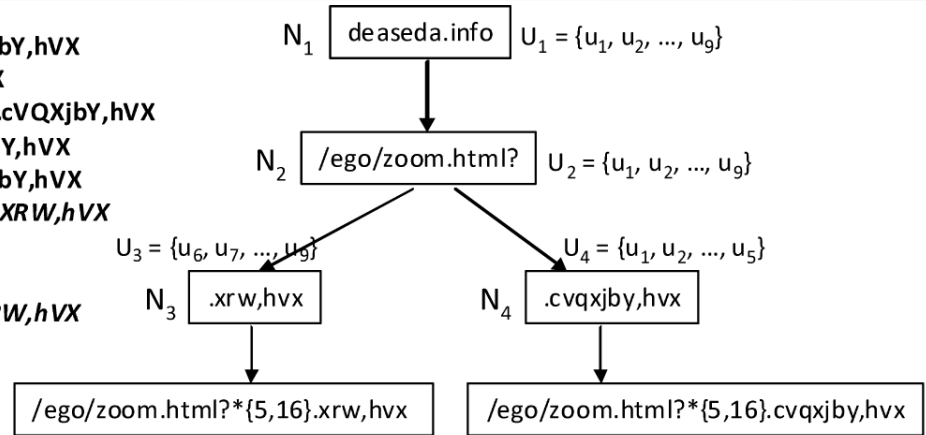 bY,hVX
X
.cVQXjbY,hVX
Y,hVX
bY,hVX
XRW,hVX
RW,hVX
N1 deaseda.info U1 = {u1, u2, ..., u9}
N2 /ego/zoom.html? U2 = {u1, u2, ..., u9}
U3 = {u6, u7, ..., u9} U4 = {u1, u2, ..., u5}
N3 .xrw,hvx N4 .cvqxjby,hvx
/ego/zoom.html?*{5,16}.xrw,hvx /ego/zoom.html?*{5,16}.cvqxjby,hvx